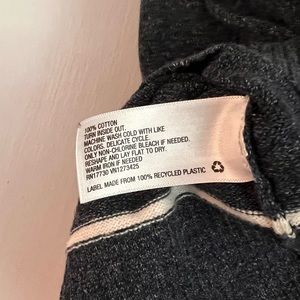 100% COTTON
TURN INSIDE OUT.
MACHINE WASH COLD WITH LIKE
COLORS. DELICATE CYCLE.
ONLY NON-CHLORINE BLEACH IF NEEDED.
RESHAPE AND LAY FLAT TO DRY.
WARM IRON IF NEEDED.
RN17730 VN1273425
LABEL MADE FROM 100% RECYCLED PLASTIC